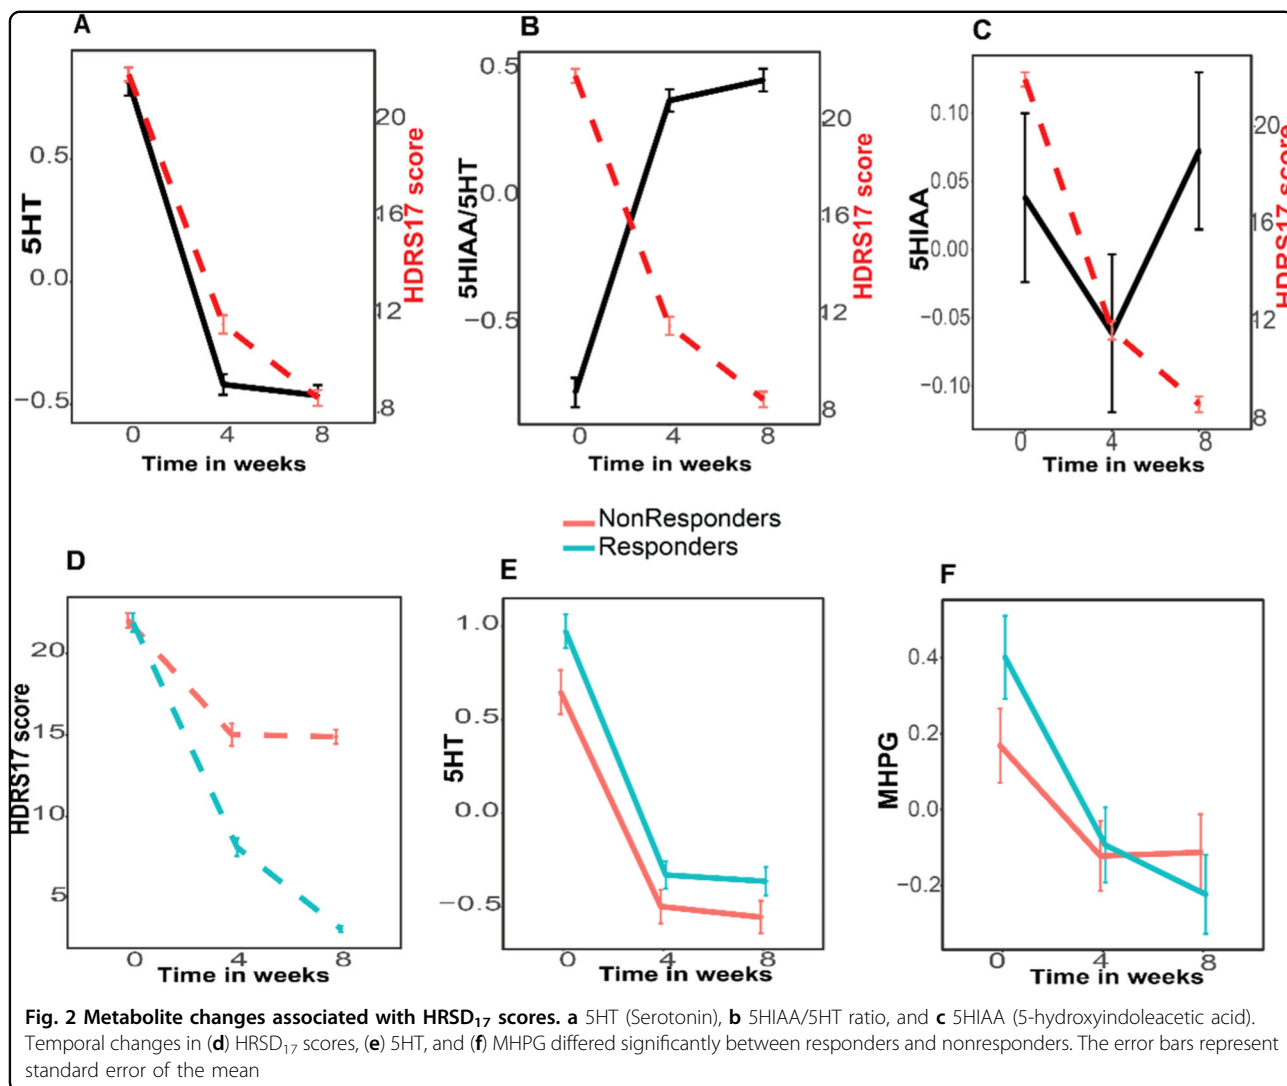 A
5HT
0.5
0.0
−0.5
20
16
12
8
HDRS17 score
0 4 8
Time in weeks
B
5HIAA/5HT
0.5
0.0
−0.5
20
16
12
8
HDRS17 score
0 4 8
Time in weeks
C
5HIAA
0.10
0.05
0.00
−0.05
−0.10
20
16
12
8
HDRS17 score
0 4 8
Time in weeks
NonResponders
Responders
D
HDRS17 score
20
15
10
5
0 4 8
Time in weeks
E
5HT
1.0
0.5
0.0
−0.5
0 4 8
Time in weeks
F
MHPG
0.4
0.2
0.0
−0.2
0 4 8
Time in weeks
Fig. 2 Metabolite changes associated with HRSD₁₇ scores. a 5HT (Serotonin), b 5HIAA/5HT ratio, and c 5HIAA (5-hydroxyindoleacetic acid).
Temporal changes in (d) HRSD₁₇ scores, (e) 5HT, and (f) MHPG differed significantly between responders and nonresponders. The error bars represent
standard error of the mean